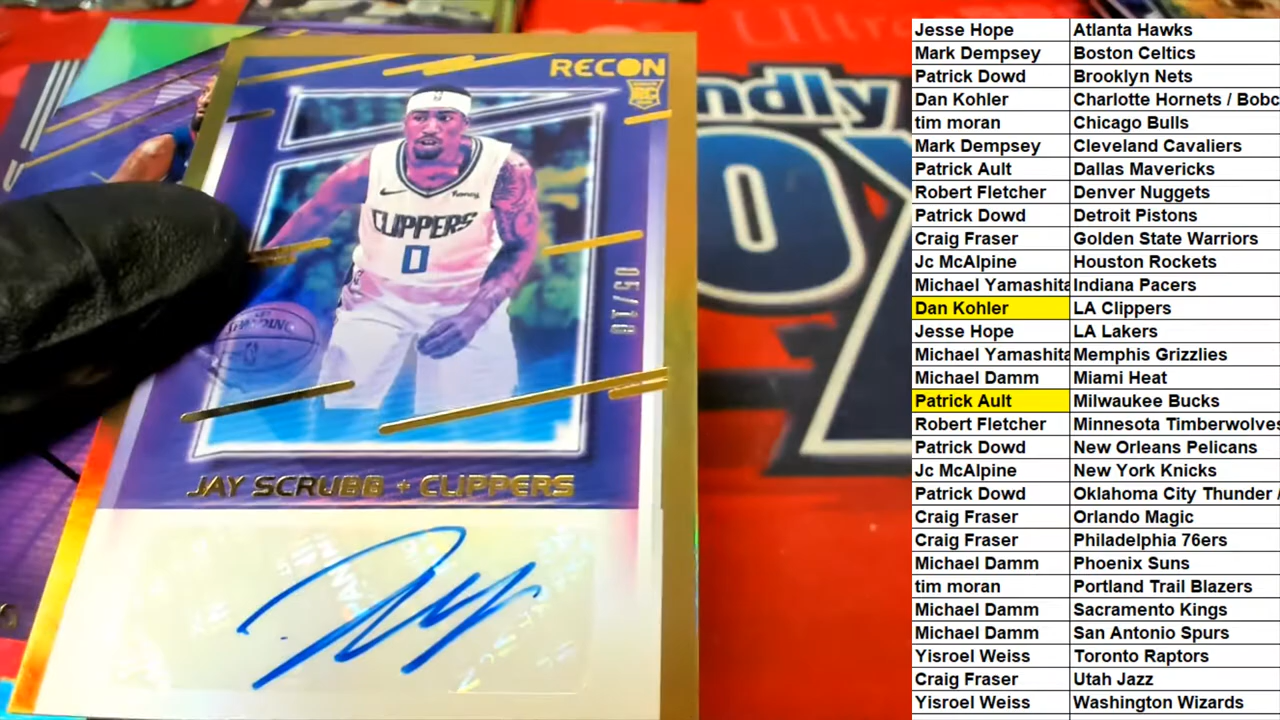 RECON
RC
CLIPPERS
0
SPALDING
05/10
JAY SCRUBB + CLIPPERS
Ultra
ndly
Jesse Hope Atlanta Hawks
Mark Dempsey Boston Celtics
Patrick Dowd Brooklyn Nets
Dan Kohler Charlotte Hornets / Bobc
tim moran Chicago Bulls
Mark Dempsey Cleveland Cavaliers
Patrick Ault Dallas Mavericks
Robert Fletcher Denver Nuggets
Patrick Dowd Detroit Pistons
Craig Fraser Golden State Warriors
Jc McAlpine Houston Rockets
Michael Yamashita Indiana Pacers
Dan Kohler LA Clippers
Jesse Hope LA Lakers
Michael Yamashita Memphis Grizzlies
Michael Damm Miami Heat
Patrick Ault Milwaukee Bucks
Robert Fletcher Minnesota Timberwolves
Patrick Dowd New Orleans Pelicans
Jc McAlpine New York Knicks
Patrick Dowd Oklahoma City Thunder /
Craig Fraser Orlando Magic
Craig Fraser Philadelphia 76ers
Michael Damm Phoenix Suns
tim moran Portland Trail Blazers
Michael Damm Sacramento Kings
Michael Damm San Antonio Spurs
Yisroel Weiss Toronto Raptors
Craig Fraser Utah Jazz
Yisroel Weiss Washington Wizards